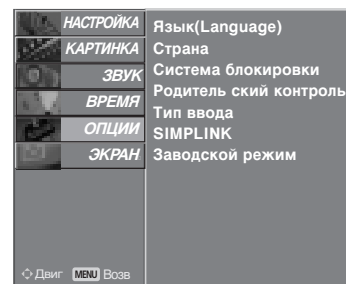 НАСТРОЙКА
КАРТИНКА
ЗВУК
ВРЕМЯ
ОПЦИИ
ЭКРАН
Двиг MENU Возв
Язык(Language)
Страна
Система блокировки
Родитель ский контроль
Тип ввода
SIMPLINK
Заводской режим